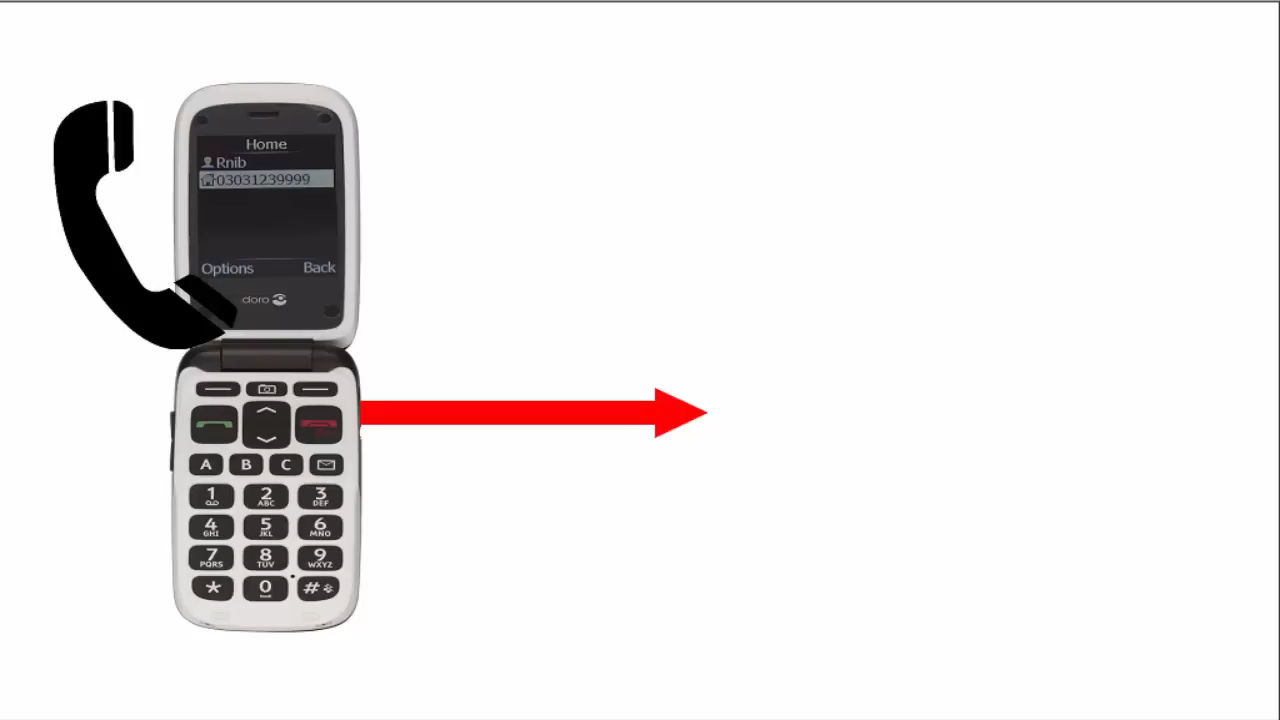 Home
Rnib
03031239999
Options Back
doro
A B C
1 2 ABC 3 DEF
4 GHI 5 JKL 6 MNO
7 PQRS 8 TUV 9 WXYZ
* 0 #